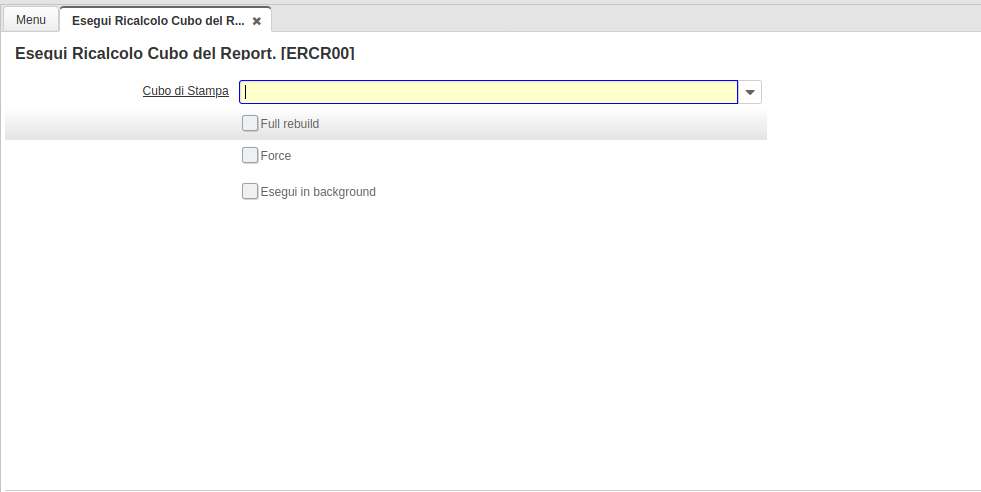 Menu
Esegui Ricalcolo Cubo del R...
Esegui Ricalcolo Cubo del Report. [ERCR00]
Cubo di Stampa
Full rebuild
Force
Esegui in background